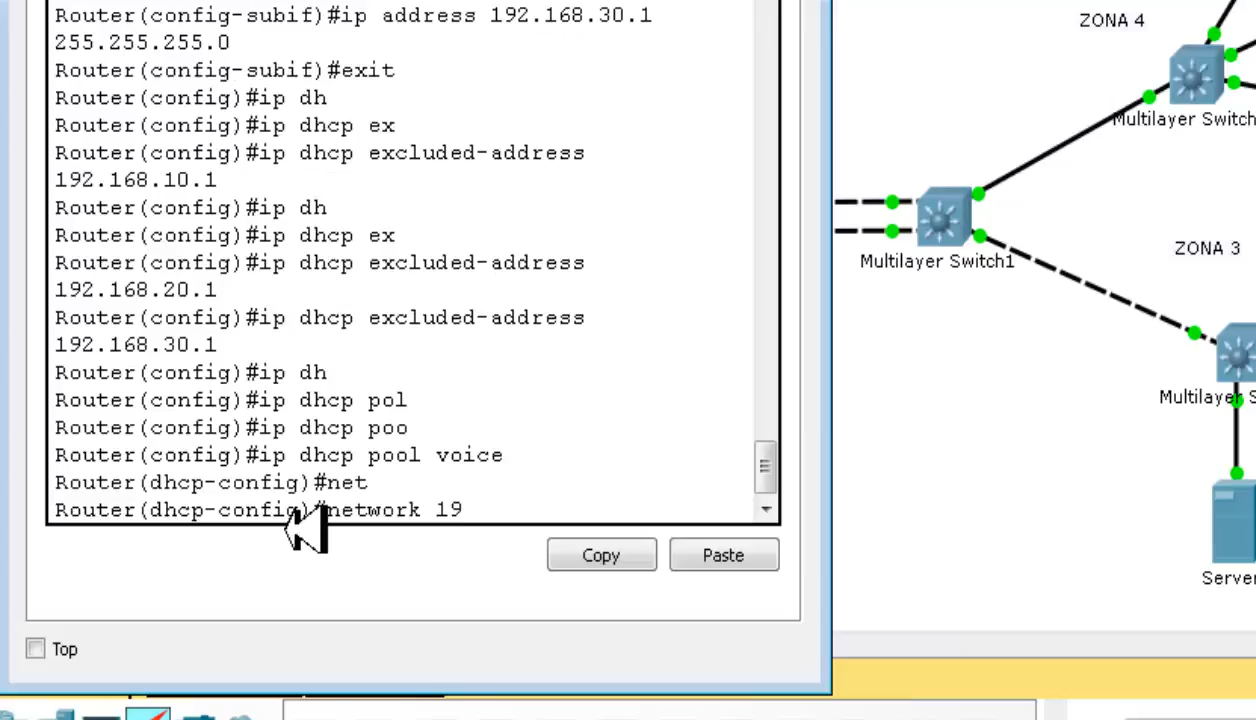 Router(config-subif)#ip address 192.168.30.1
255.255.255.0
Router(config-subif)#exit
Router(config)#ip dh
Router(config)#ip dhcp ex
Router(config)#ip dhcp excluded-address
192.168.10.1
Router(config)#ip dh
Router(config)#ip dhcp ex
Router(config)#ip dhcp excluded-address
192.168.20.1
Router(config)#ip dhcp excluded-address
192.168.30.1
Router(config)#ip dh
Router(config)#ip dhcp pol
Router(config)#ip dhcp poo
Router(config)#ip dhcp pool voice
Router(dhcp-config)#net
Router(dhcp-config)#network 19
Copy
Paste
Top
ZONA 4
Multilayer Switch
Multilayer Switch1
ZONA 3
Multilayer S
Server